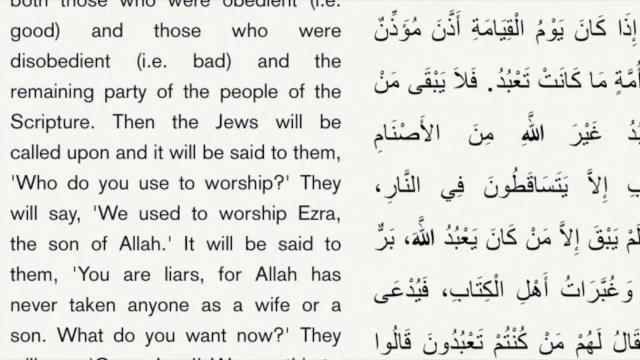 both those who were obedient (i.e.
good) and those who were
disobedient (i.e. bad) and the
remaining party of the people of the
Scripture. Then the Jews will be
called upon and it will be said to them,
'Who do you use to worship?' They
will say, 'We used to worship Ezra,
the son of Allah.' It will be said to
them, 'You are liars, for Allah has
never taken anyone as a wife or a
son. What do you want now?' They
إِذَا كَانَ يَوْمُ الْقِيَامَةِ أَذَّنَ مُؤَذِّنٌ
أُمَّةٍ مَا كَانَتْ تَعْبُدُ. فَلاَ يَبْقَى مَنْ
غَيْرَ اللَّهِ مِنَ الأَصْنَامِ
إِلاَّ يَتَسَاقَطُونَ فِي النَّارِ،
لَمْ يَبْقَ إِلاَّ مَنْ كَانَ يَعْبُدُ اللَّهَ، بَرٌّ
وَغُبَّرَاتُ أَهْلِ الْكِتَابِ، فَيُدْعَى
لَهُمْ مَنْ كُنْتُمْ تَعْبُدُونَ قَالُوا